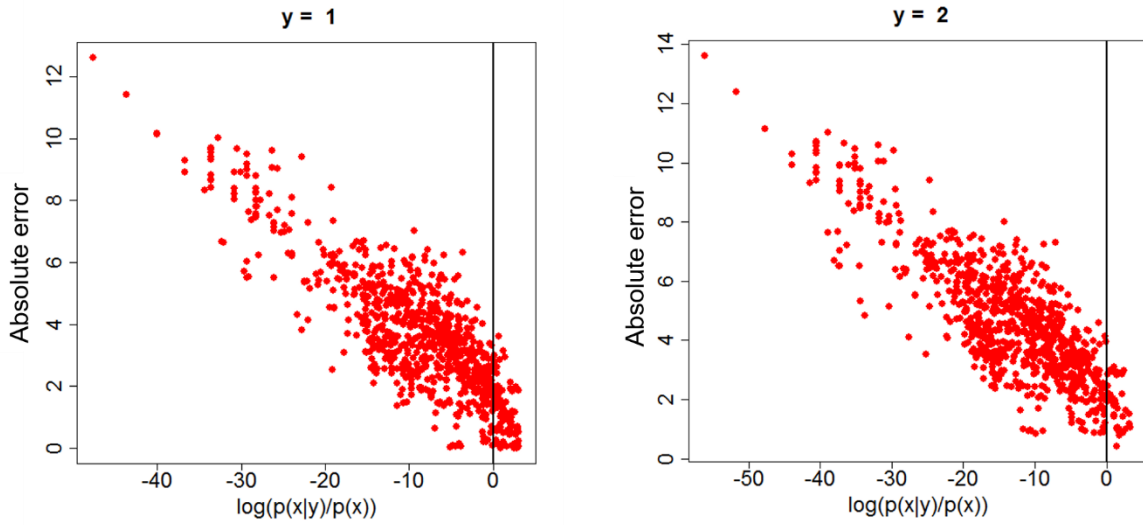 y = 1
Absolute error
12
10
8
6
4
2
0
-40 -30 -20 -10 0
log(p(x|y)/p(x))
y = 2
Absolute error
14
12
10
8
6
4
2
0
-50 -40 -30 -20 -10 0
log(p(x|y)/p(x))